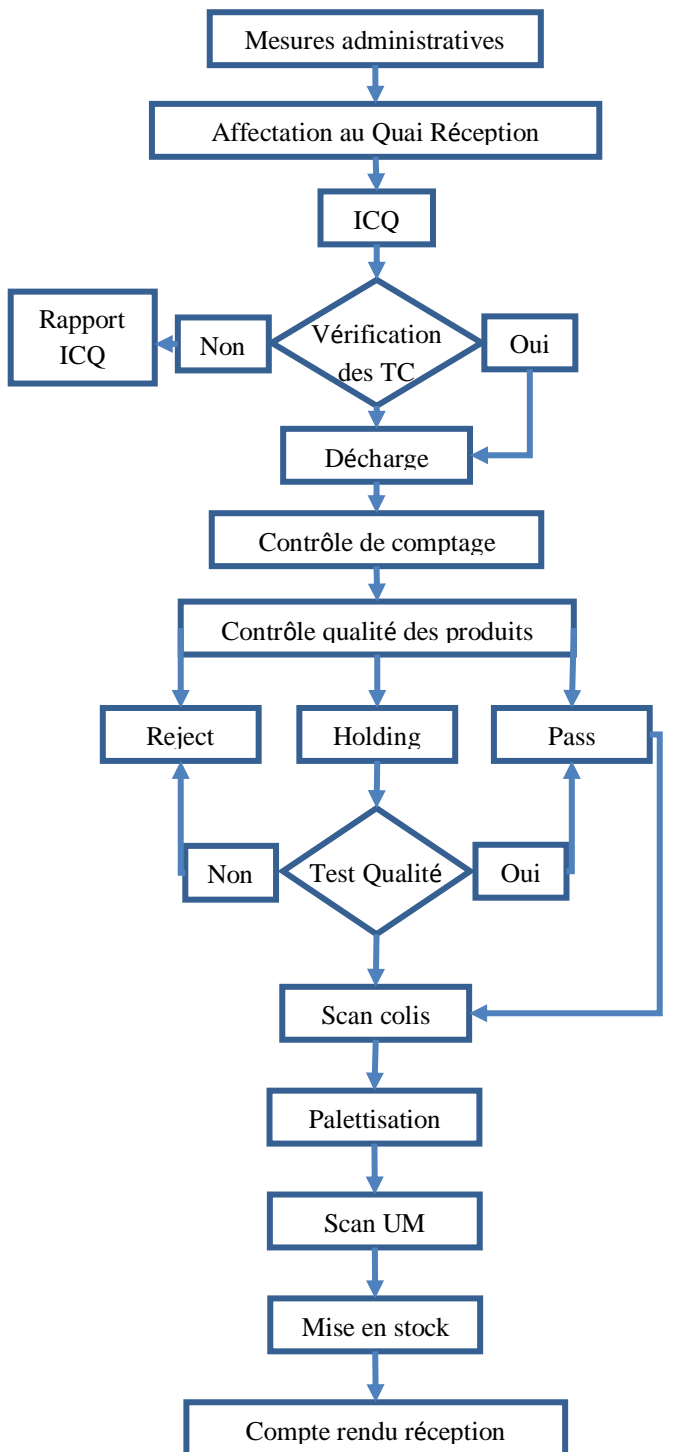 Mesures administratives
Affectation au Quai Réception
ICQ
Rapport
ICQ
Non
Vérification
des TC
Oui
Décharge
Contrôle de comptage
Contrôle qualité des produits
Reject
Holding
Pass
Non
Test Qualité
Oui
Scan colis
Palettisation
Scan UM
Mise en stock
Compte rendu réception